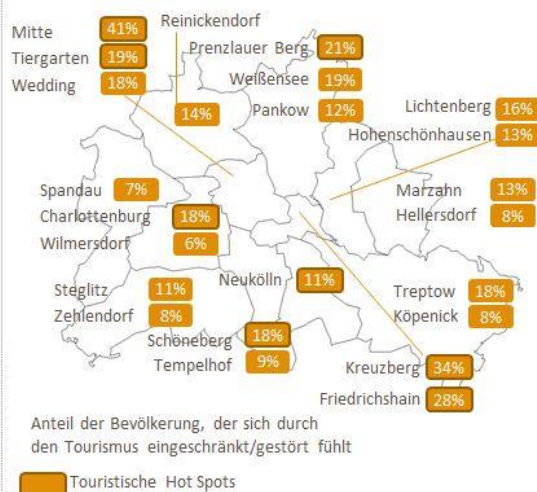 Mitte 41%
Tiergarten 19%
Wedding 18%
Reinickendorf
14%
Prenzlauer Berg 21%
Weißensee 19%
Pankow 12%
Lichtenberg 16%
Hohenschönhausen 13%
Spandau 7%
Charlottenburg 18%
Wilmersdorf 6%
Marzahn 13%
Hellersdorf 8%
Steglitz 11%
Zehlendorf 8%
Neukölln 11%
Treptow 18%
Köpenick 8%
Schöneberg 18%
Tempelhof 9%
Kreuzberg 34%
Friedrichshain 28%
Anteil der Bevölkerung, der sich durch
den Tourismus eingeschränkt/gestört fühlt
Touristische Hot Spots